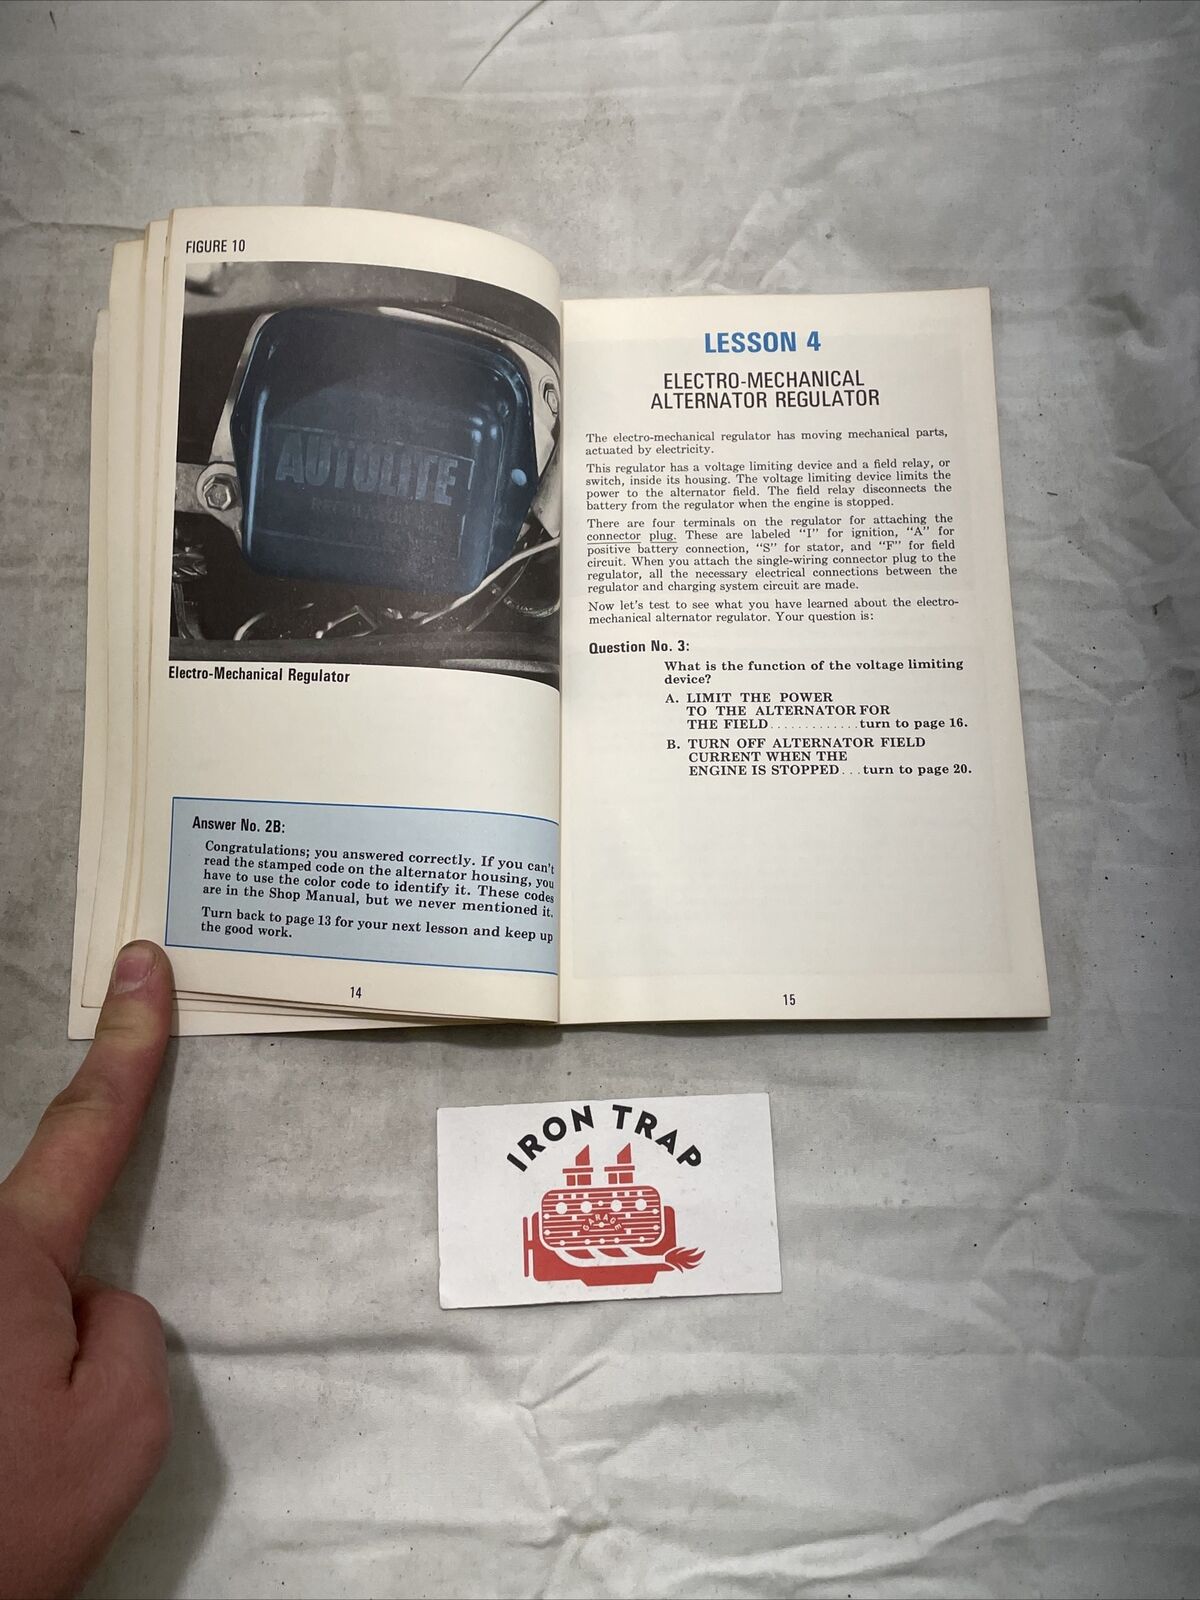 FIGURE 10
AUTOLITE
Electro-Mechanical Regulator
Answer No. 2B:
Congratulations; you answered correctly. If you can't
read the stamped code on the alternator housing, you
have to use the color code to identify it. These codes
are in the Shop Manual, but we never mentioned it.
Turn back to page 13 for your next lesson and keep up
the good work.
14
LESSON 4
ELECTRO-MECHANICAL
ALTERNATOR REGULATOR
The electro-mechanical regulator has moving mechanical parts,
actuated by electricity.
This regulator has a voltage limiting device and a field relay, or
switch, inside its housing. The voltage limiting device limits the
power to the alternator field. The field relay disconnects the
battery from the regulator when the engine is stopped.
There are four terminals on the regulator for attaching the
connector plug. These are labeled “I” for ignition, “A” for
positive battery connection, “S” for stator, and “F” for field
circuit. When you attach the single-wiring connector plug to the
regulator, all the necessary electrical connections between the
regulator and charging system circuit are made.
Now let's test to see what you have learned about the electro-
mechanical alternator regulator. Your question is:
Question No. 3:
What is the function of the voltage limiting
device?
A. LIMIT THE POWER
TO THE ALTERNATOR FOR
THE FIELD.............turn to page 16.
B. TURN OFF ALTERNATOR FIELD
CURRENT WHEN THE
ENGINE IS STOPPED...turn to page 20.
15
IRON TRAP
GARAGE